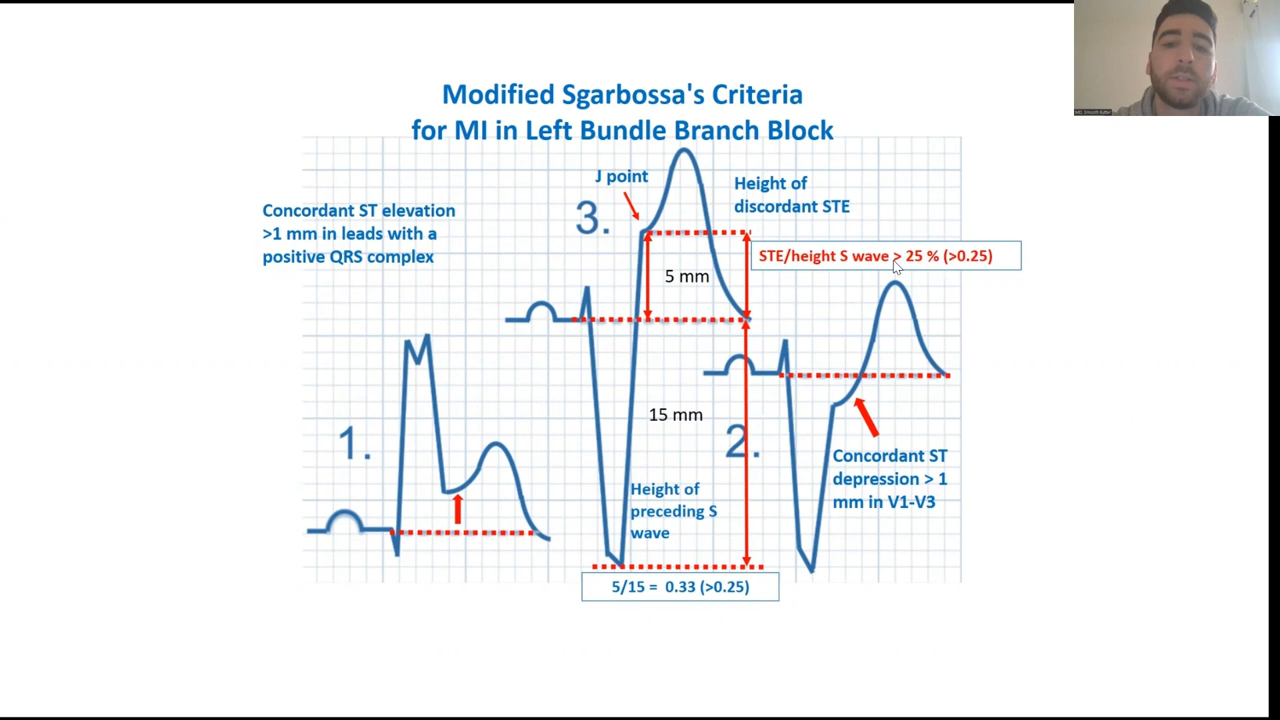 Modified Sgarbossa's Criteria
for MI in Left Bundle Branch Block
J point
Height of
discordant STE
3.
Concordant ST elevation
>1 mm in leads with a
positive QRS complex
STE/height S wave > 25 % (>0.25)
5 mm
15 mm
1.
2.
Concordant ST
depression > 1
mm in V1-V3
Height of
preceding S
wave
5/15 = 0.33 (>0.25)